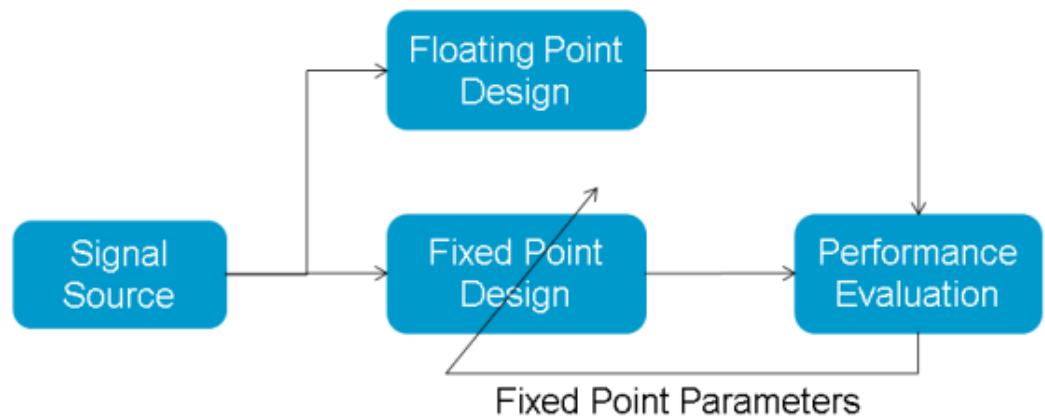 Floating Point
Design
Signal
Source
Fixed Point
Design
Performance
Evaluation
Fixed Point Parameters